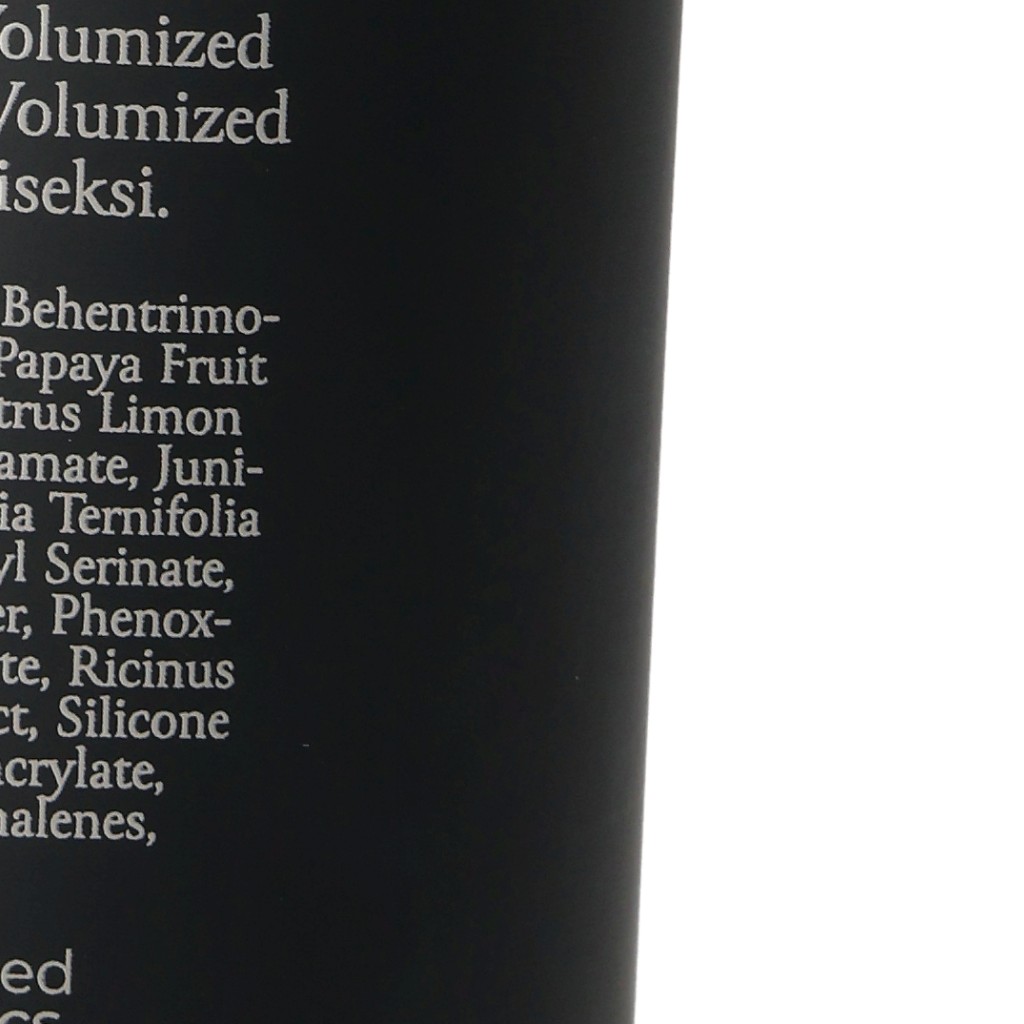 Volumized
Volumized
iseksi.
Behentrimo-
Papaya Fruit
trus Limon
amate, Juni-
ia Ternifolia
yl Serinate,
er, Phenox-
te, Ricinus
ct, Silicone
acrylate,
nalenes,
ed